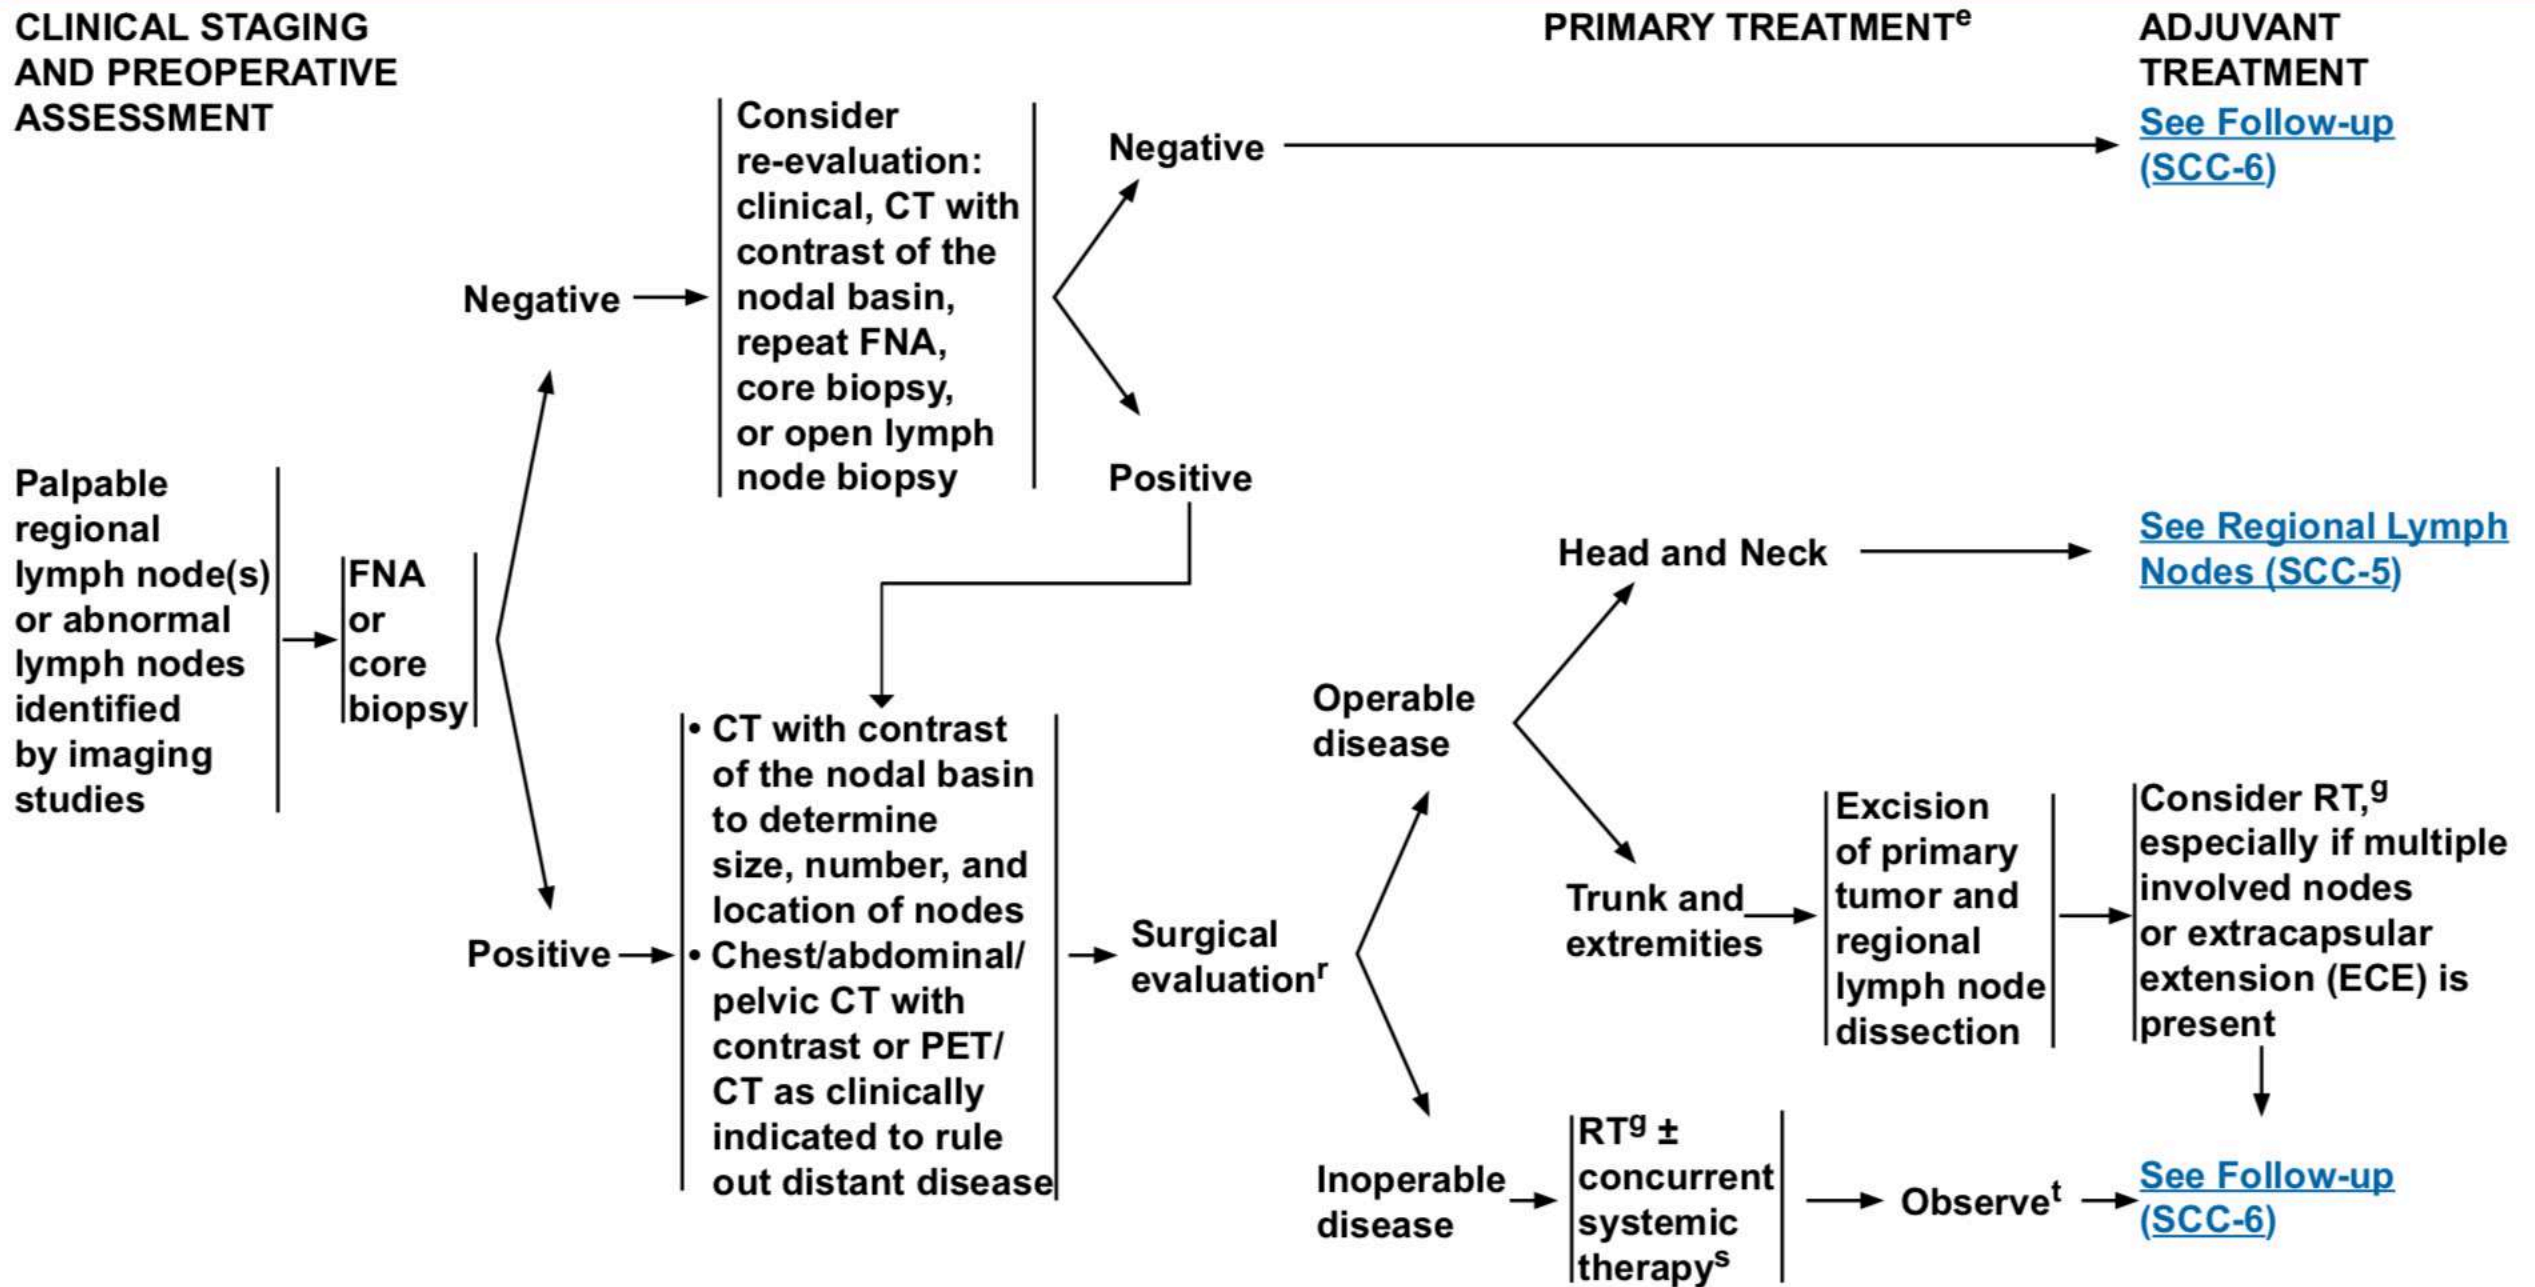 CLINICAL STAGING
AND PREOPERATIVE
ASSESSMENT
PRIMARY TREATMENTe
ADJUVANT
TREATMENT
Palpable
regional
lymph node(s)
or abnormal
lymph nodes
identified
by imaging
studies
FNA
or
core
biopsy
Negative
Consider
re-evaluation:
clinical, CT with
contrast of the
nodal basin,
repeat FNA,
core biopsy,
or open lymph
node biopsy
Negative
See Follow-up
(SCC-6)
Positive
Positive
• CT with contrast
of the nodal basin
to determine
size, number, and
location of nodes
• Chest/abdominal/
pelvic CT with
contrast or PET/
CT as clinically
indicated to rule
out distant disease
Surgical
evaluationr
Operable
disease
Head and Neck
See Regional Lymph
Nodes (SCC-5)
Trunk and
extremities
Excision
of primary
tumor and
regional
lymph node
dissection
Consider RT,g
especially if multiple
involved nodes
or extracapsular
extension (ECE) is
present
Inoperable
disease
RTg ±
concurrent
systemic
therapys
Observet
See Follow-up
(SCC-6)